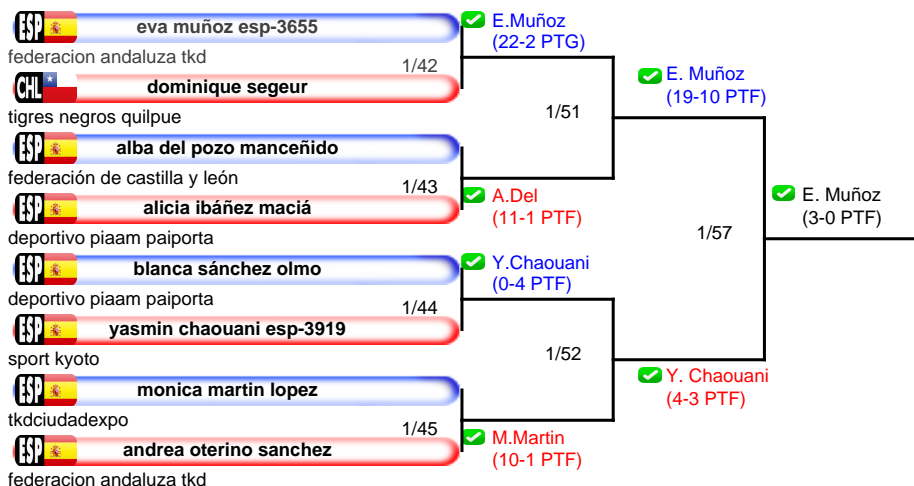 ESP eva muñoz esp-3655
federacion andaluza tkd
1/42
CHL dominique segeur
tigres negros quilpue
ESP alba del pozo manceñido
federación de castilla y león
1/43
ESP alicia ibáñez maciá
deportivo piaam paiporta
ESP blanca sánchez olmo
deportivo piaam paiporta
1/44
ESP yasmin chaouani esp-3919
sport kyoto
ESP monica martin lopez
tkdciudadexpo
1/45
ESP andrea oterino sanchez
federacion andaluza tkd
E.Muñoz
(22-2 PTG)
1/51
A.Del
(11-1 PTF)
Y.Chaouani
(0-4 PTF)
1/52
M.Martin
(10-1 PTF)
E. Muñoz
(19-10 PTF)
1/57
Y. Chaouani
(4-3 PTF)
E. Muñoz
(3-0 PTF)